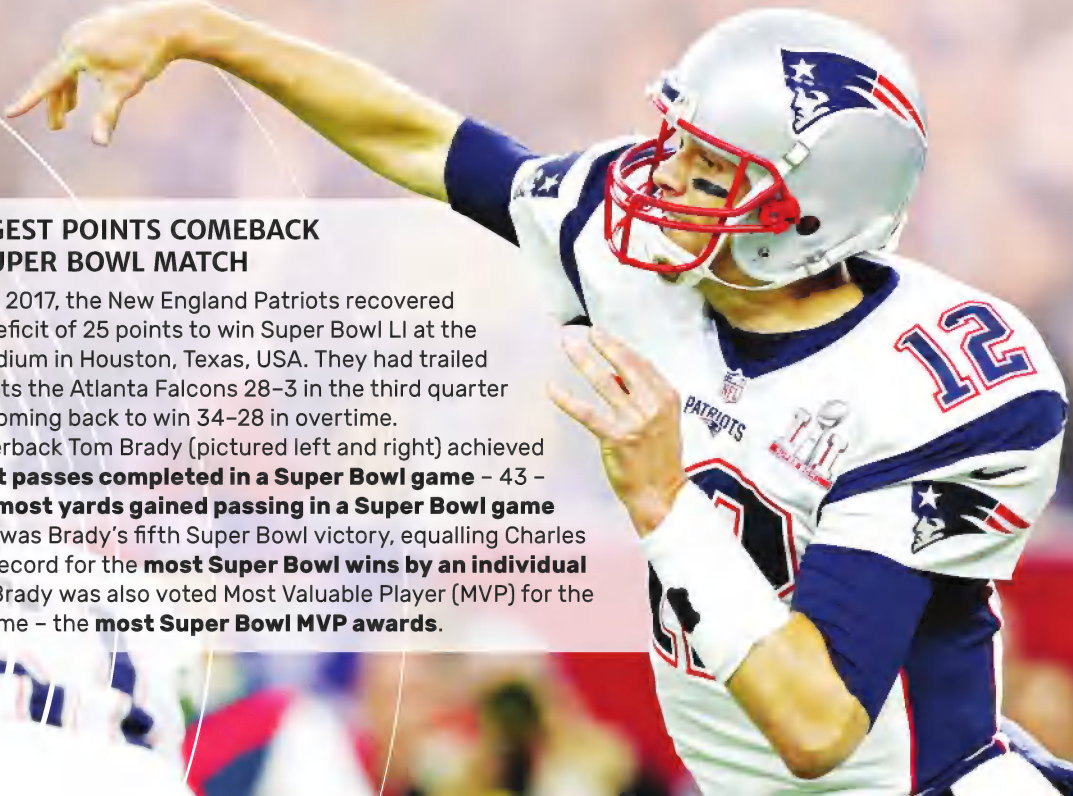 GEST POINTS COMEBACK
UPER BOWL MATCH
2017, the New England Patriots recovered
eficit of 25 points to win Super Bowl LI at the
dium in Houston, Texas, USA. They had trailed
ts the Atlanta Falcons 28–3 in the third quarter
oming back to win 34–28 in overtime.
erback Tom Brady (pictured left and right) achieved
t passes completed in a Super Bowl game – 43 –
most yards gained passing in a Super Bowl game
was Brady's fifth Super Bowl victory, equalling Charles
ecord for the most Super Bowl wins by an individual
Brady was also voted Most Valuable Player (MVP) for the
me – the most Super Bowl MVP awards.
12
NFL
PATRIOTS
LI